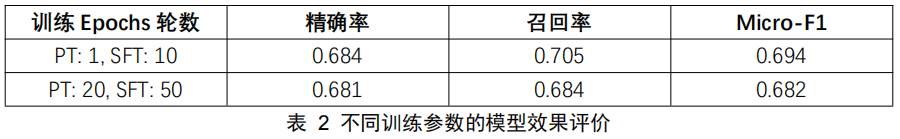 训练 Epochs 轮数 精确率 召回率 Micro-F1
PT: 1, SFT: 10 0.684 0.705 0.694
PT: 20, SFT: 50 0.681 0.684 0.682
表 2 不同训练参数的模型效果评价